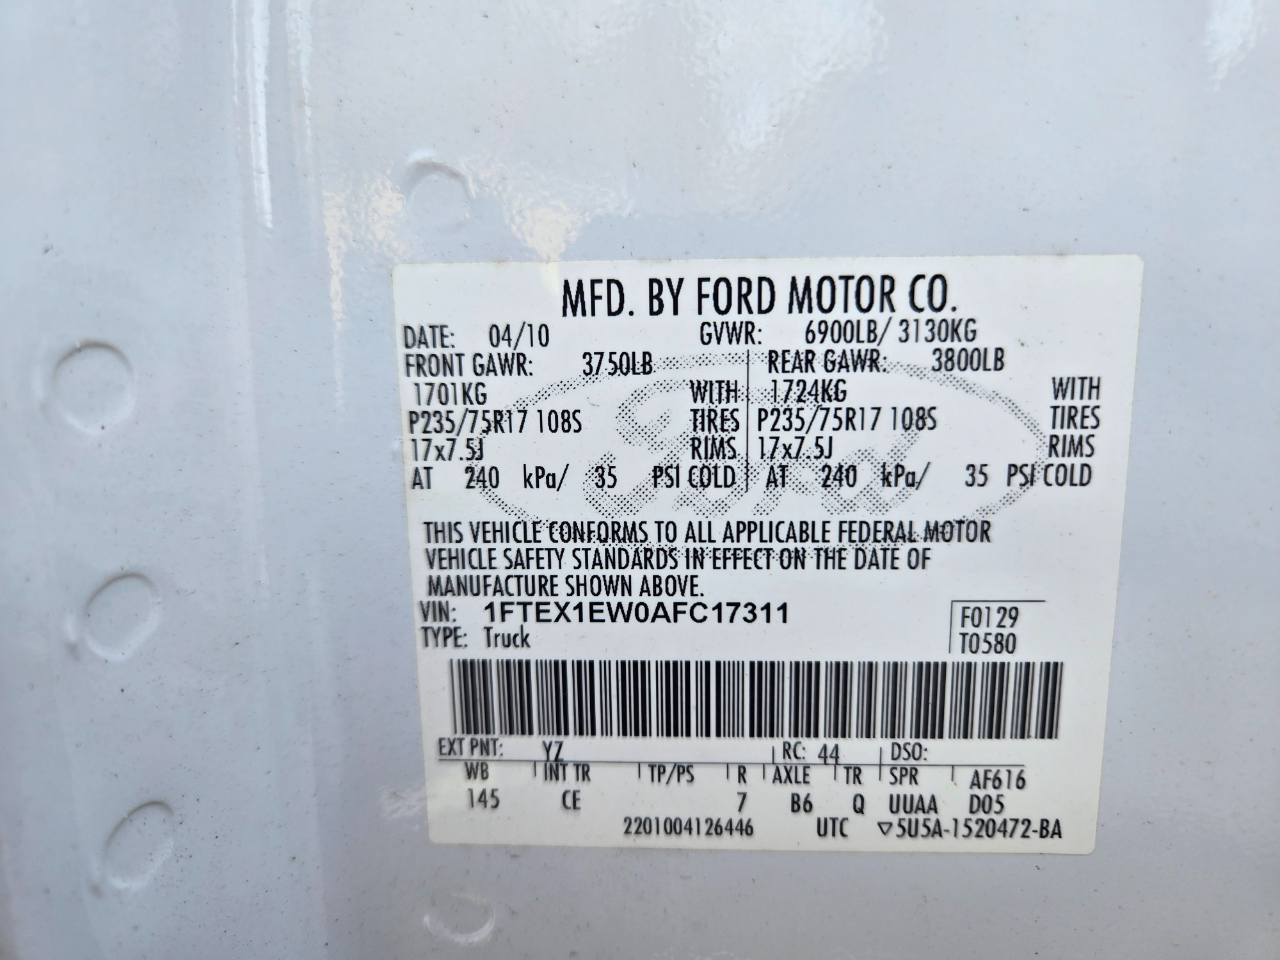 MFD. BY FORD MOTOR CO.
DATE: 04/10 GVWR: 6900LB/ 3130KG
FRONT GAWR: 3750LB REAR GAWR: 3800LB
1701KG WITH 1724KG WITH
P235/75R17 108S TIRES P235/75R17 108S TIRES
17x7.5J RIMS 17x7.5J RIMS
AT 240 kPa/ 35 PSI COLD AT 240 kPa/ 35 PSI COLD
Ford
THIS VEHICLE CONFORMS TO ALL APPLICABLE FEDERAL MOTOR
VEHICLE SAFETY STANDARDS IN EFFECT ON THE DATE OF
MANUFACTURE SHOWN ABOVE.
VIN: 1FTEX1EW0AFC17311 F0129
TYPE: Truck T0580
EXT PNT: YZ RC: 44 DSO:
WB INT TR TP/PS R AXLE TR SPR AF616
145 CE 7 B6 Q UUAA D05
2201004126446 UTC ▽5U5A-1520472-BA